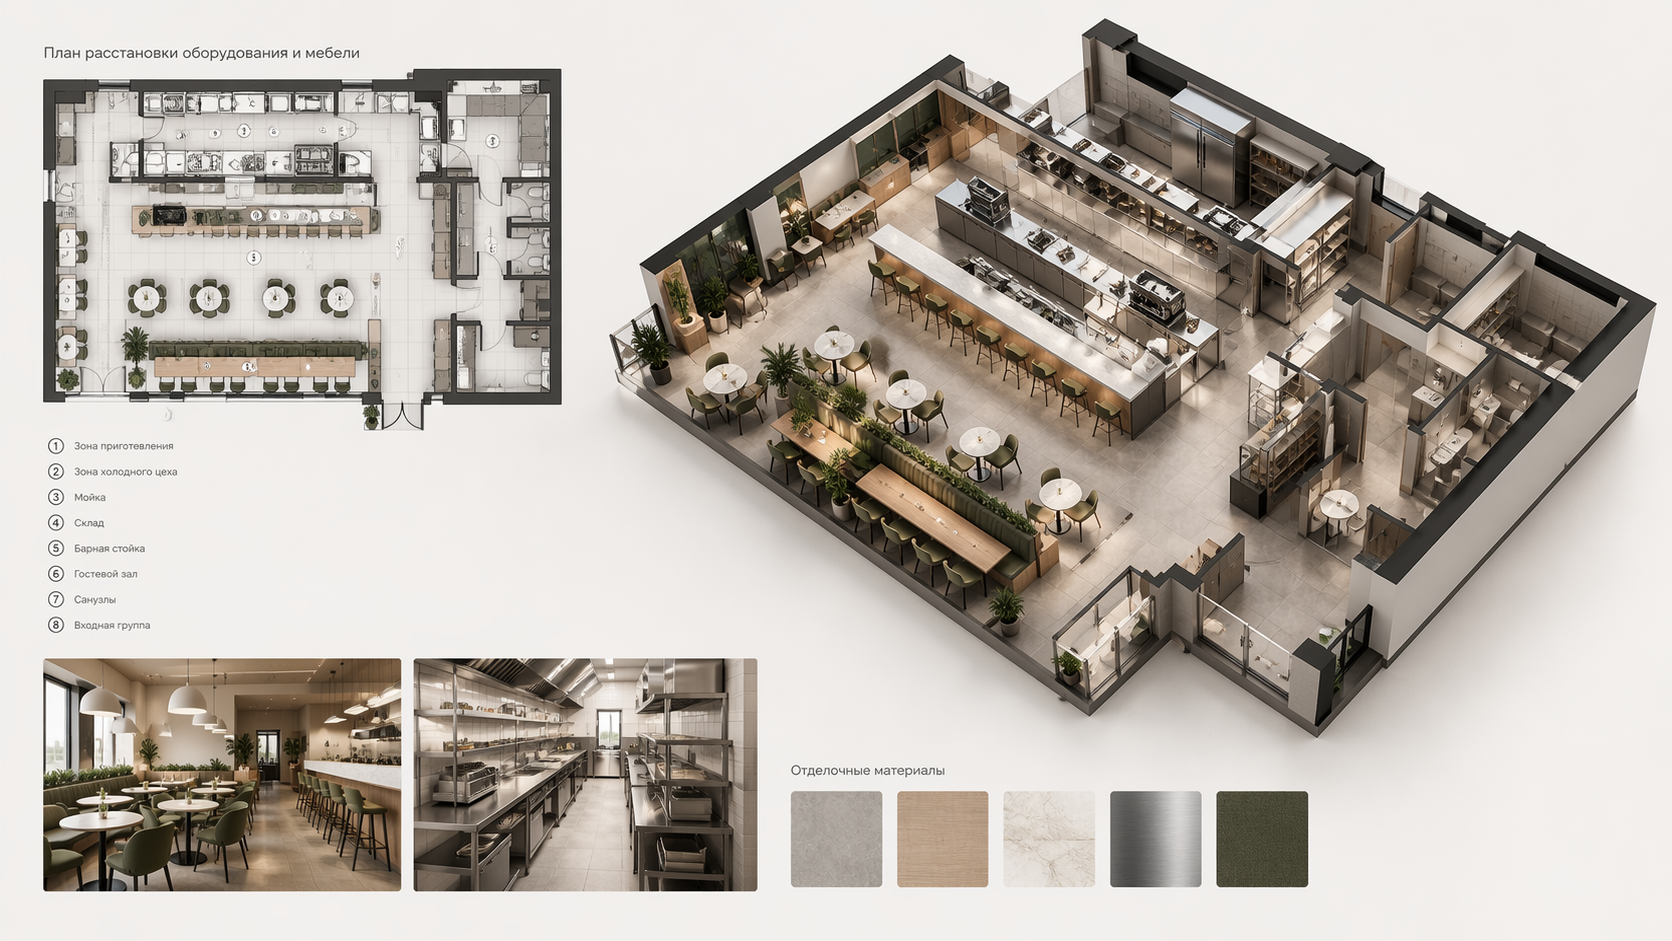 План расстановки оборудования и мебели
1 Зона приготевления
2 Зона холодного цеха
3 Мойка
4 Склад
5 Барная стойка
6 Гостевой зал
7 Санузлы
8 Входная группа
Отделочные материалы